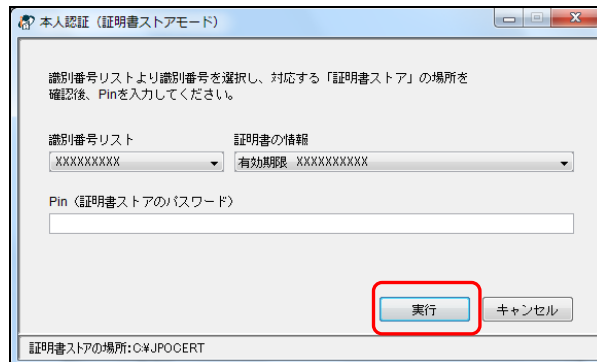 本人認証（証明書ストアモード）
識別番号リストより識別番号を選択し、対応する「証明書ストア」の場所を
確認後、Pinを入力してください。
識別番号リスト 証明書の情報
XXXXXXXXX 有効期限 XXXXXXXXXX
Pin（証明書ストアのパスワード）
実行 キャンセル
証明書ストアの場所:C:¥JPOCERT